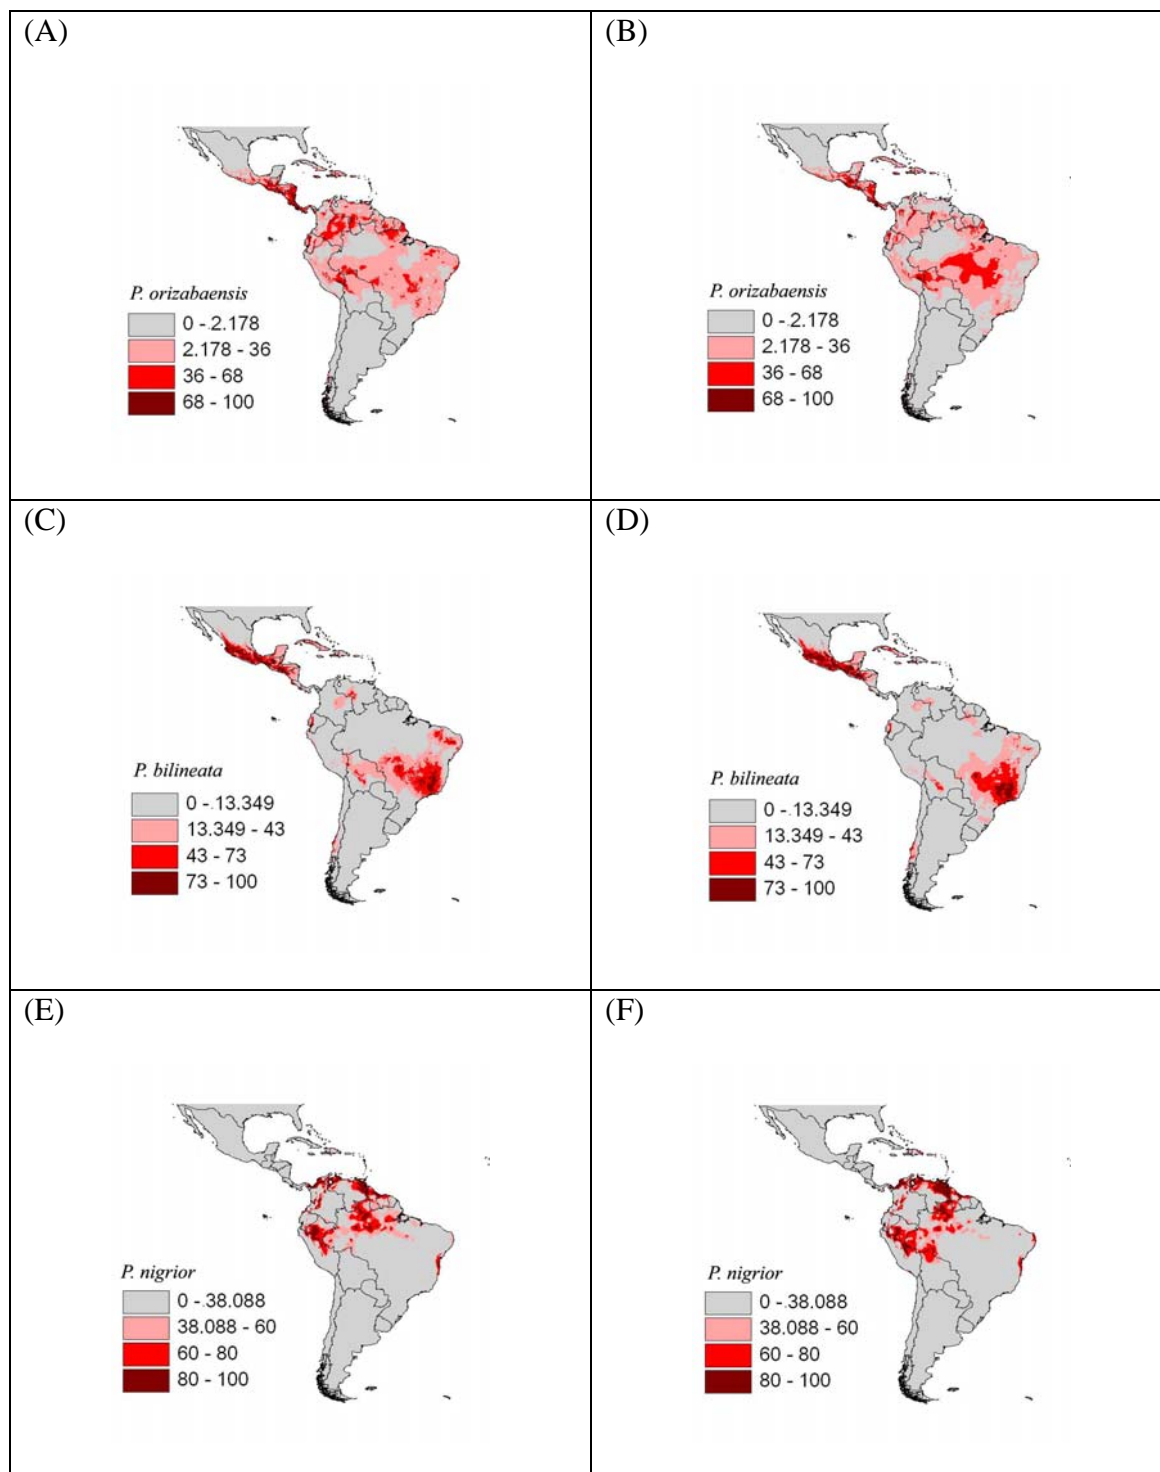 (A)
P. orizabaensis
0 - .2.178
2.178 - 36
36 - 68
68 - 100
(B)
P. orizabaensis
0 - .2.178
2.178 - 36
36 - 68
68 - 100
(C)
P. bilineata
0 - .13.349
13.349 - 43
43 - 73
73 - 100
(D)
P. bilineata
0 - .13.349
13.349 - 43
43 - 73
73 - 100
(E)
P. nigrior
0 - .38.088
38.088 - 60
60 - 80
80 - 100
(F)
P. nigrior
0 - .38.088
38.088 - 60
60 - 80
80 - 100